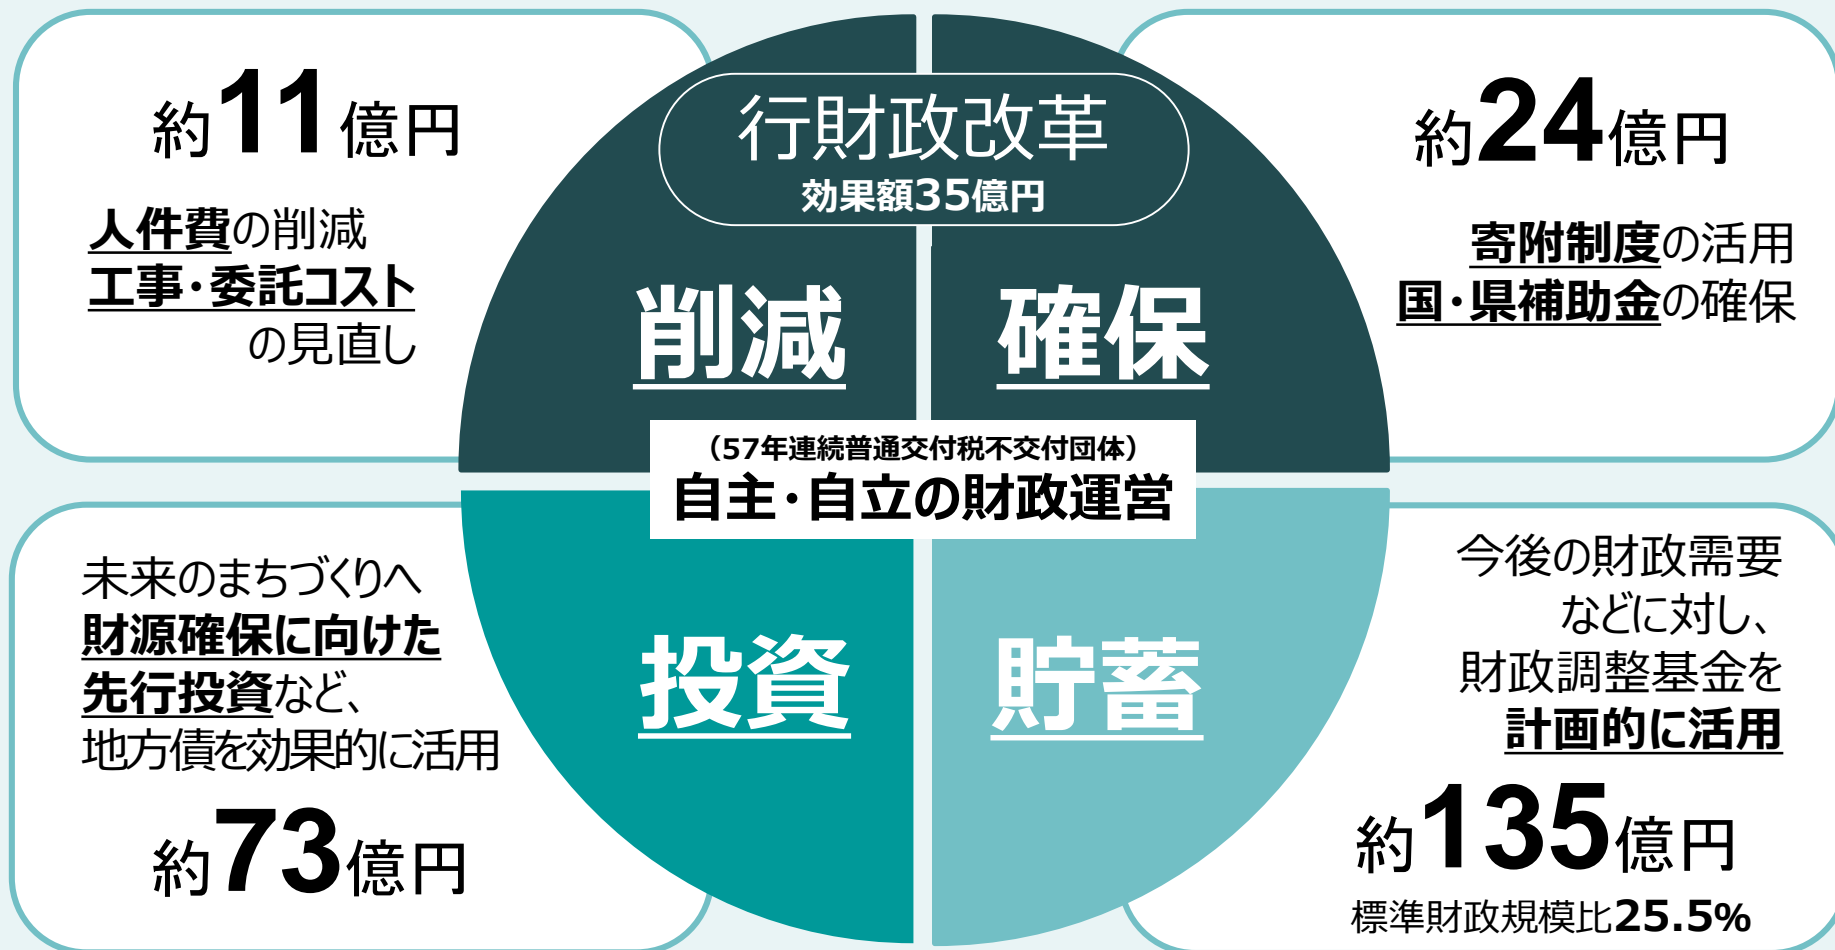 約11億円
人件費の削減
工事・委託コスト
の見直し
行財政改革
効果額35億円
削減
確保
約24億円
寄附制度の活用
国・県補助金の確保
（57年連続普通交付税不交付団体）
自主・自立の財政運営
未来のまちづくりへ
財源確保に向けた
先行投資など、
地方債を効果的に活用
約73億円
投資
貯蓄
今後の財政需要
などに対し、
財政調整基金を
計画的に活用
約135億円
標準財政規模比25.5%